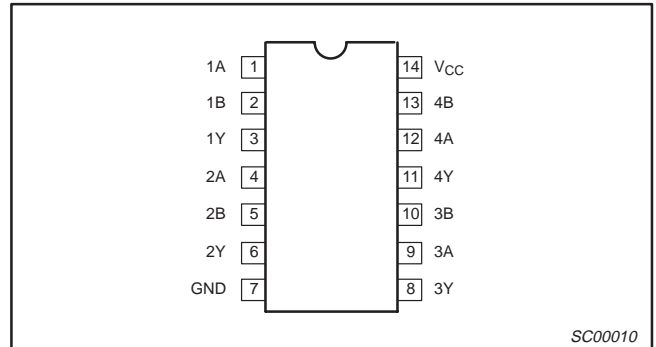 1A 1 14 VCC
1B 2 13 4B
1Y 3 12 4A
2A 4 11 4Y
2B 5 10 3B
2Y 6 9 3A
GND 7 8 3Y
SC00010